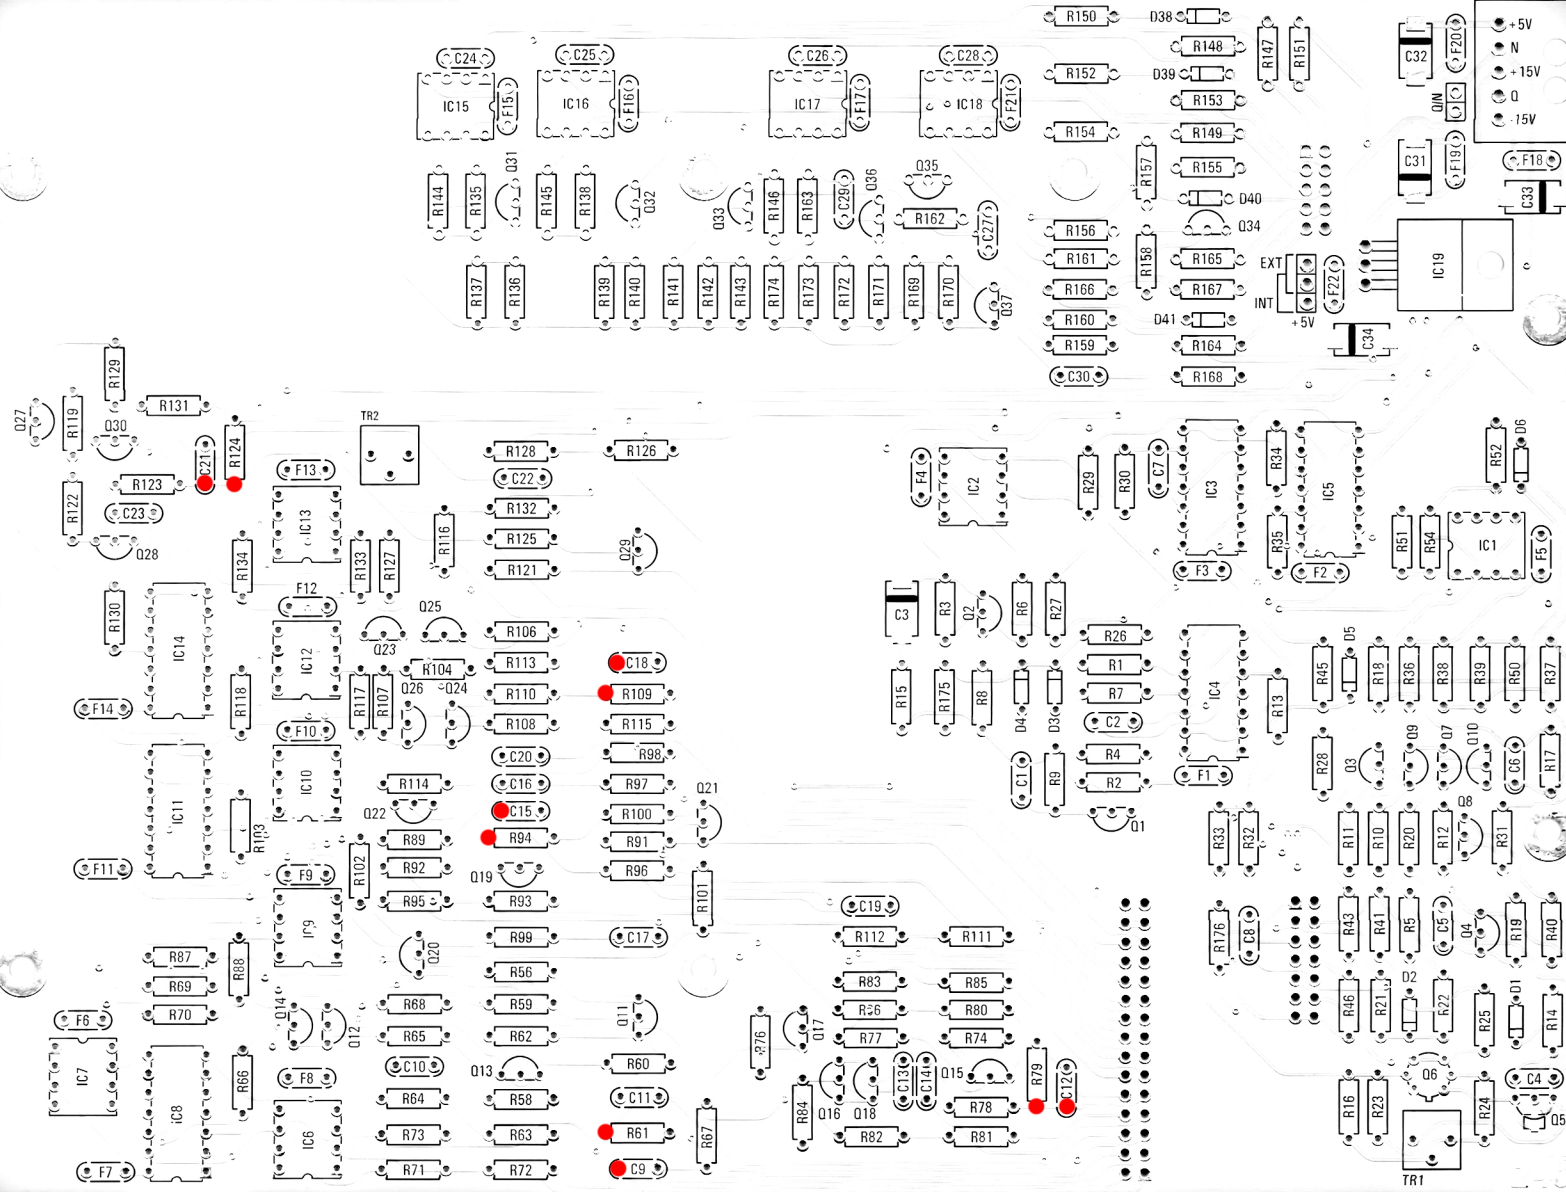 R150 D38 R147 R151 C32 F20 +5V
R148 N
C24 C25 C26 C28 R152 D39 +15V
IC15 F15 IC16 F16 IC17 F17 IC18 F21 R153 Q/IN Q
R154 R149 -15V
Q31 Q35 R157 R155 C31 F19 F18
R144 R135 R145 R138 Q32 Q33 R146 R163 C29 Q36 R162 C27 D40 C33
R156 Q34
R161 R158 R165 EXT IC19
R137 R136 R139 R140 R141 R142 R143 R174 R173 R172 R171 R169 R170 Q37 R166 R167 INT F22
R160 D41 +5V
R159 R164 C34
C30 R168
R129
Q27 R119 R131 TR2
Q30 C21 R124 R128 R126 R52 D6
R123 F13 C22 F4 IC2 R29 R30 C7 IC3 R34 IC5
R122 C23 IC13 R132
Q28 R134 R133 R127 R116 R125 Q29 R35 R51 R54 IC1 F5
R121 F3 F2
R130 F12 Q25 C3 R3 Q2 R6 R27
IC14 IC12 Q23 R106 R26 D5
R104 R113 C18 R1 R45 R18 R36 R38 R39 R50 R37
F14 R118 R117 R107 Q26 Q24 R110 R109 R15 R175 R8 D4 D3 R7 IC4 R13
F10 R108 R115 C2
C20 R98 R4 R28 Q3 Q9 Q7 Q10 C6 R17
IC11 IC10 R114 C16 R97 Q21 C1 R9 R2 F1
R103 Q22 C15 R100 Q1 Q8
R102 R89 R94 R91 R33 R32 R11 R10 R20 R12 R31
F11 F9 R92 Q19 R96
R95 R93 R101 C19
IC9 Q20 R99 C17 R112 R111 R176 C8 R43 R41 R5 C5 Q4 R19 R40
R87 R88 R56
R69 R83 R85 D2 D1
R70 Q14 Q12 R68 R59 Q11 R86 R80 R46 R21 R22 R25 R14
F6 R65 R62 R76 Q17 R77 R74
IC7 R66 F8 C10 Q13 R60 C13 C14 Q15 R79 C12 Q6 C4
IC8 IC6 R64 R58 C11 R84 Q16 Q18 R78 R16 R23 R24 Q5
R73 R63 R61 R67 R82 R81
F7 R71 R72 C9 TR1